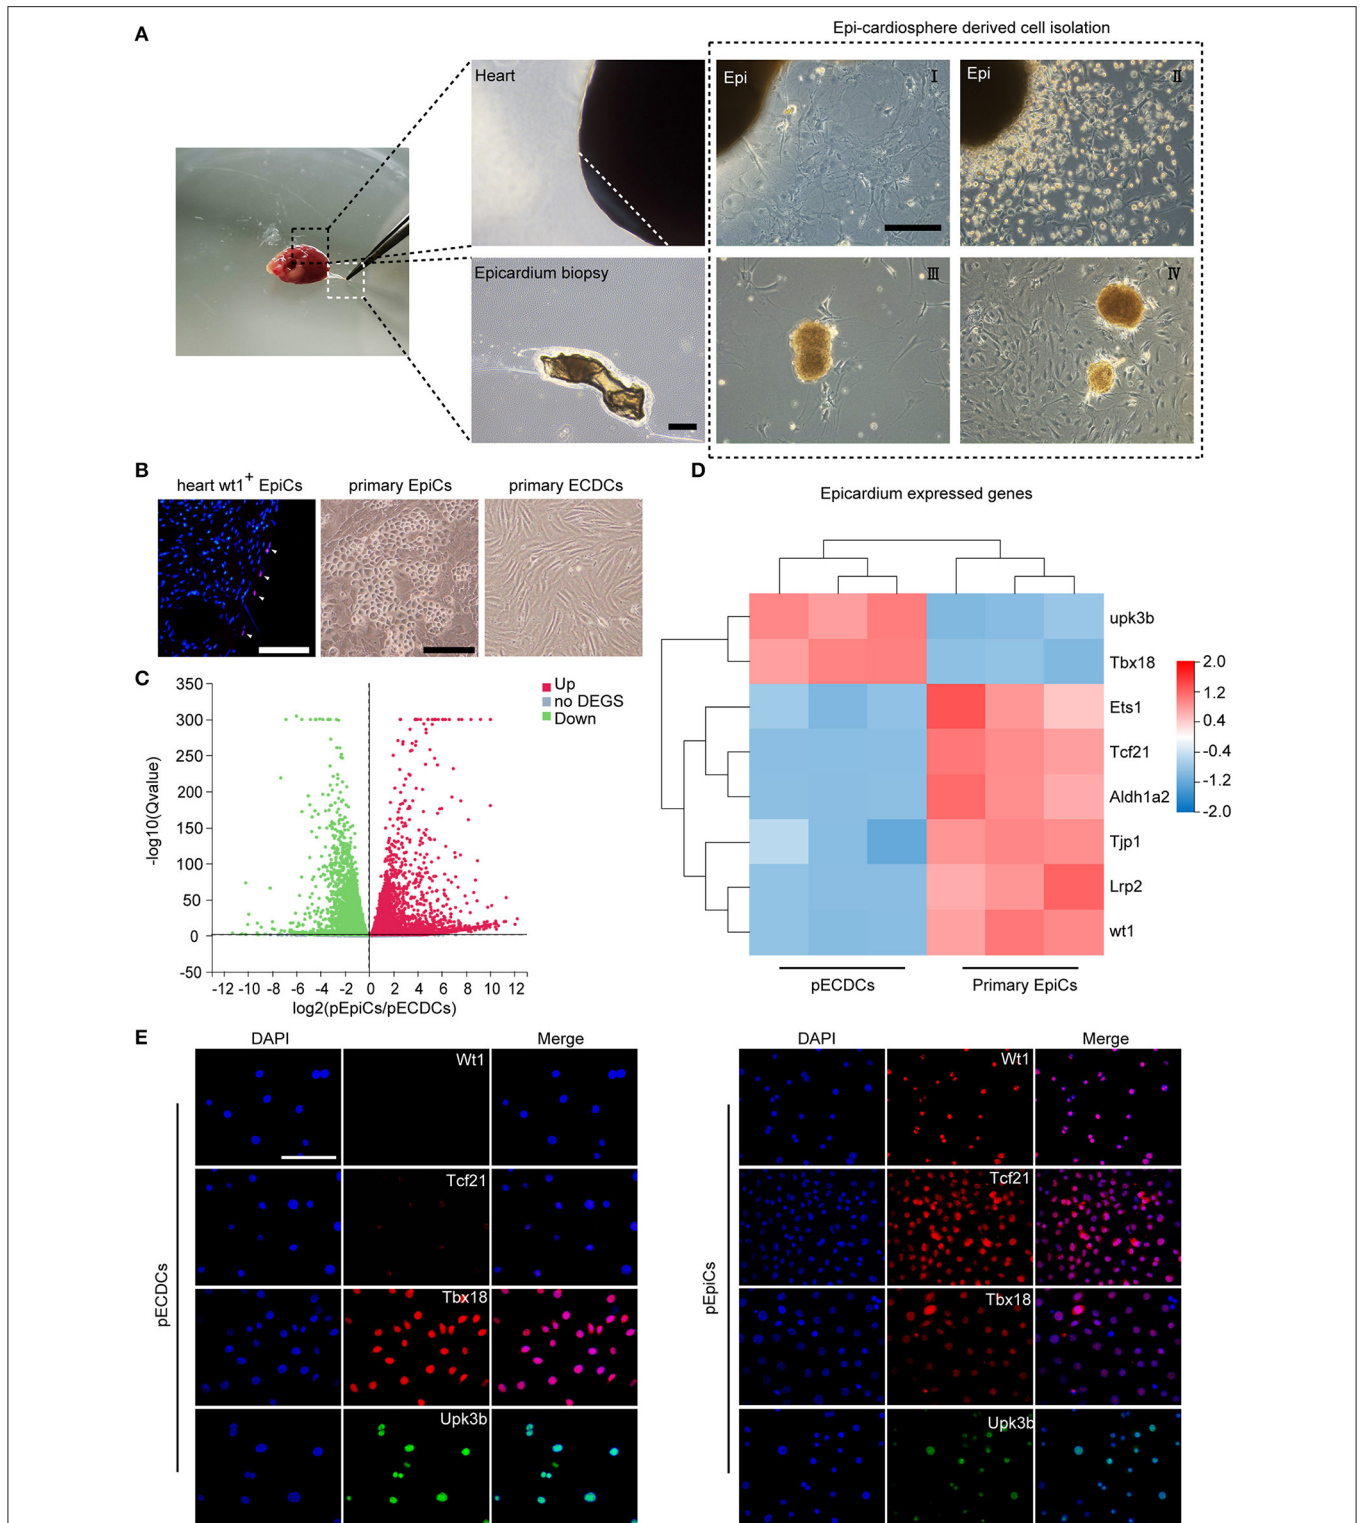 A
Epi-cardiosphere derived cell isolation
Heart
Epi
I
Epi
II
Epicardium biopsy
III
IV
B
heart wt1+ EpiCs
primary EpiCs
primary ECDCs
C
350
300
250
200
150
100
50
0
-50
-log10(Qvalue)
-12 -10 -8 -6 -4 -2 0 2 4 6 8 10 12
log2(pEpiCs/pECDCs)
Up
no DEGS
Down
D
Epicardium expressed genes
upk3b
Tbx18
Ets1
Tcf21
Aldh1a2
Tjp1
Lrp2
wt1
2.0
1.2
0.4
-0.4
-1.2
-2.0
pECDCs
Primary EpiCs
E
DAPI
Merge
Wt1
Tcf21
Tbx18
Upk3b
pECDCs
DAPI
Merge
Wt1
Tcf21
Tbx18
Upk3b
pEpiCs